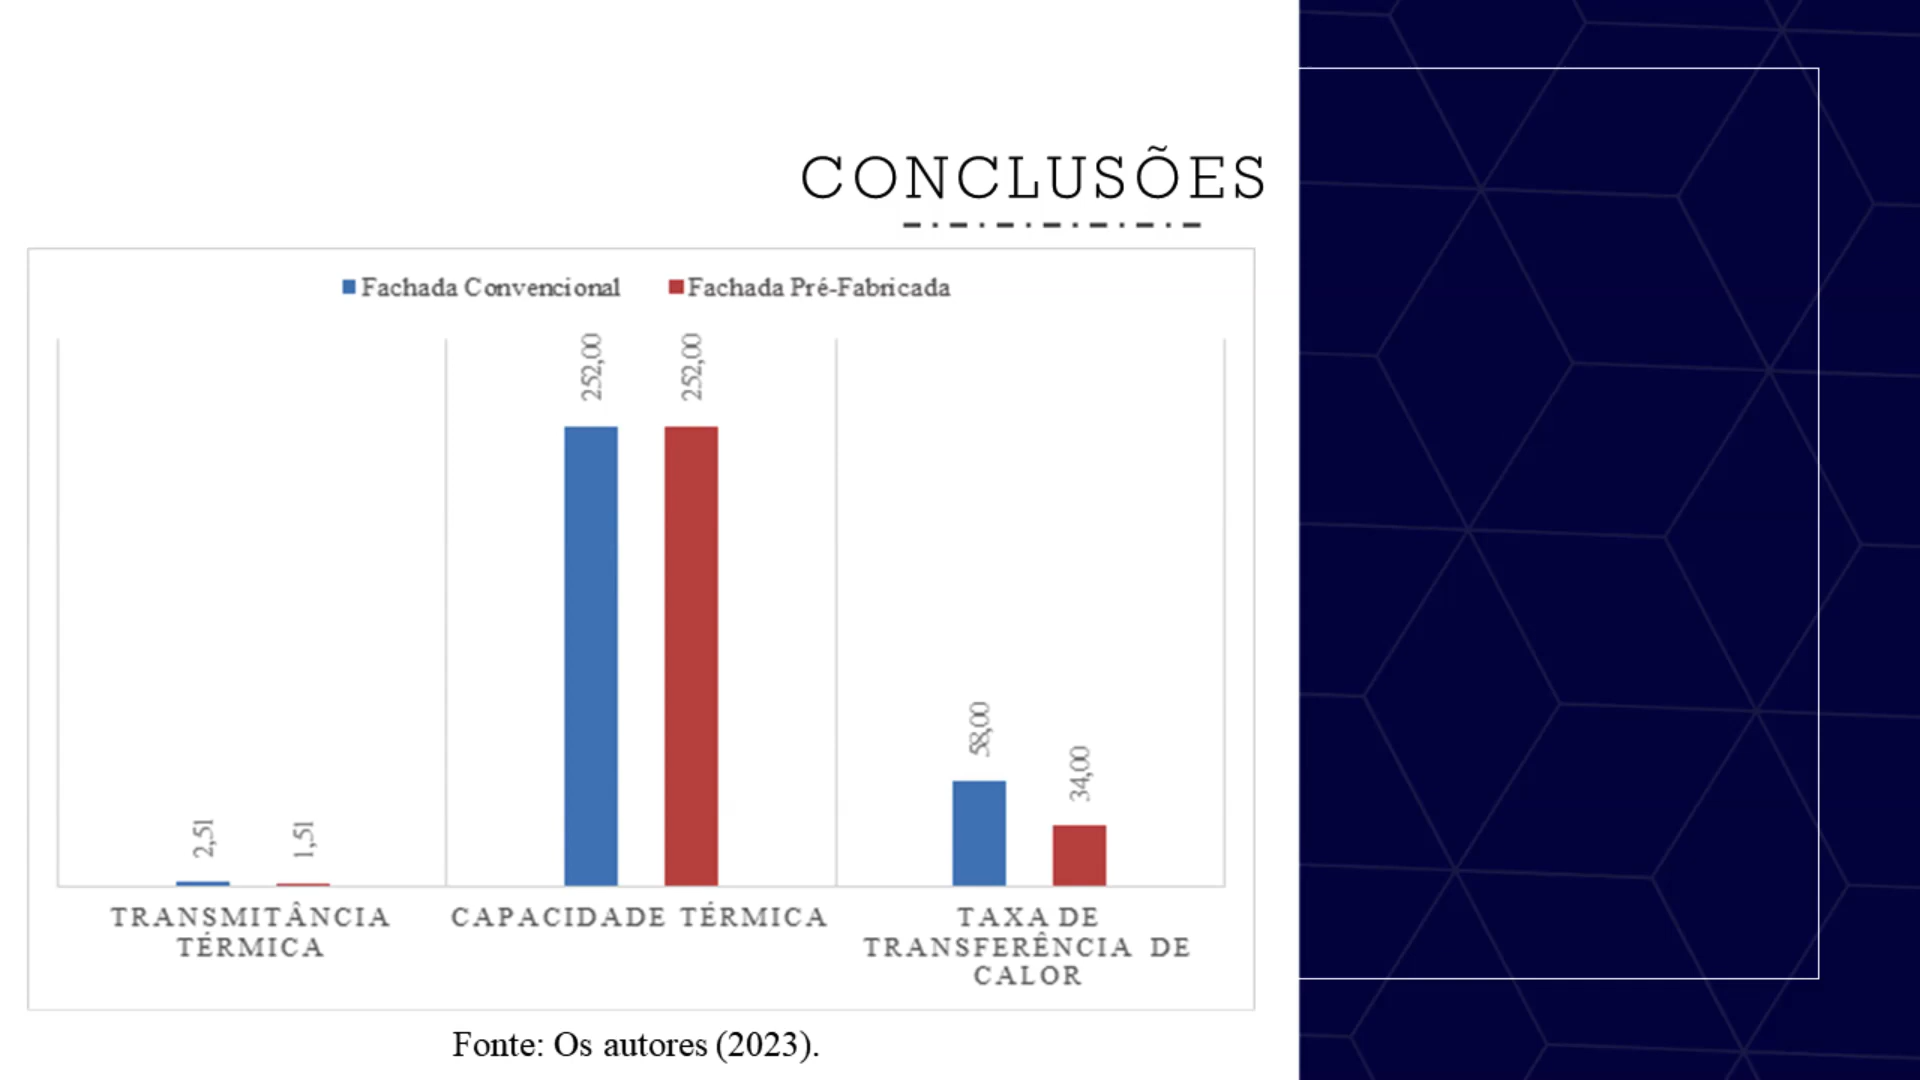 CONCLUSÕES
Fachada Convencional
Fachada Pré-Fabricada
252,00
252,00
58,00
34,00
2,51
1,51
TRANSMITÂNCIA
TÉRMICA
CAPACIDADE TÉRMICA
TAXA DE
TRANSFERÊNCIA DE
CALOR
Fonte: Os autores (2023).